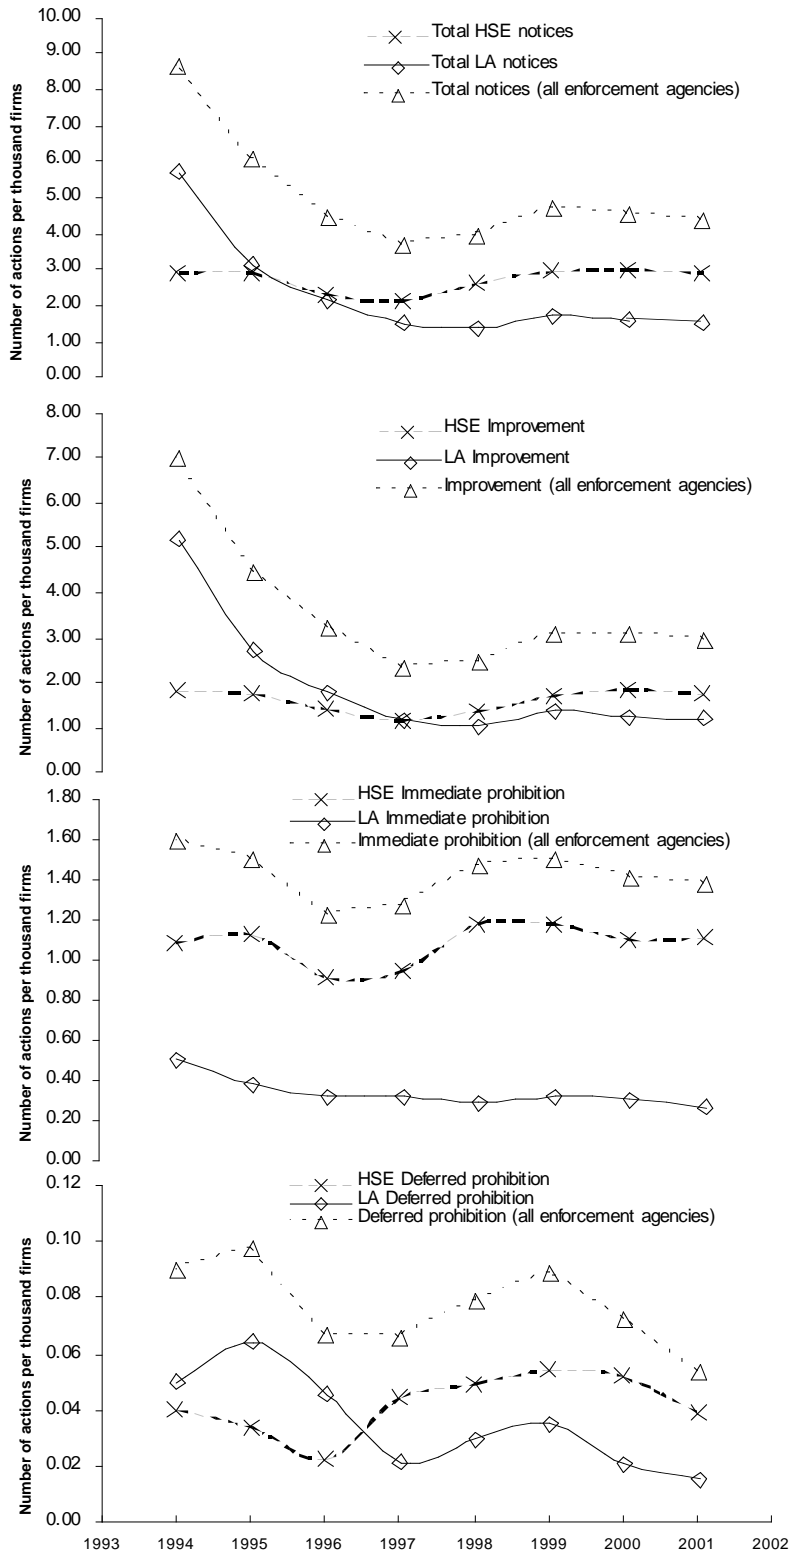 10.00
9.00
8.00
7.00
6.00
5.00
4.00
3.00
2.00
1.00
0.00
Number of actions per thousand firms
Total HSE notices
Total LA notices
Total notices (all enforcement agencies)
8.00
7.00
6.00
5.00
4.00
3.00
2.00
1.00
0.00
Number of actions per thousand firms
HSE Improvement
LA Improvement
Improvement (all enforcement agencies)
1.80
1.60
1.40
1.20
1.00
0.80
0.60
0.40
0.20
0.00
Number of actions per thousand firms
HSE Immediate prohibition
LA Immediate prohibition
Immediate prohibition (all enforcement agencies)
0.12
0.10
0.08
0.06
0.04
0.02
0.00
Number of actions per thousand firms
HSE Deferred prohibition
LA Deferred prohibition
Deferred prohibition (all enforcement agencies)
1993 1994 1995 1996 1997 1998 1999 2000 2001 2002